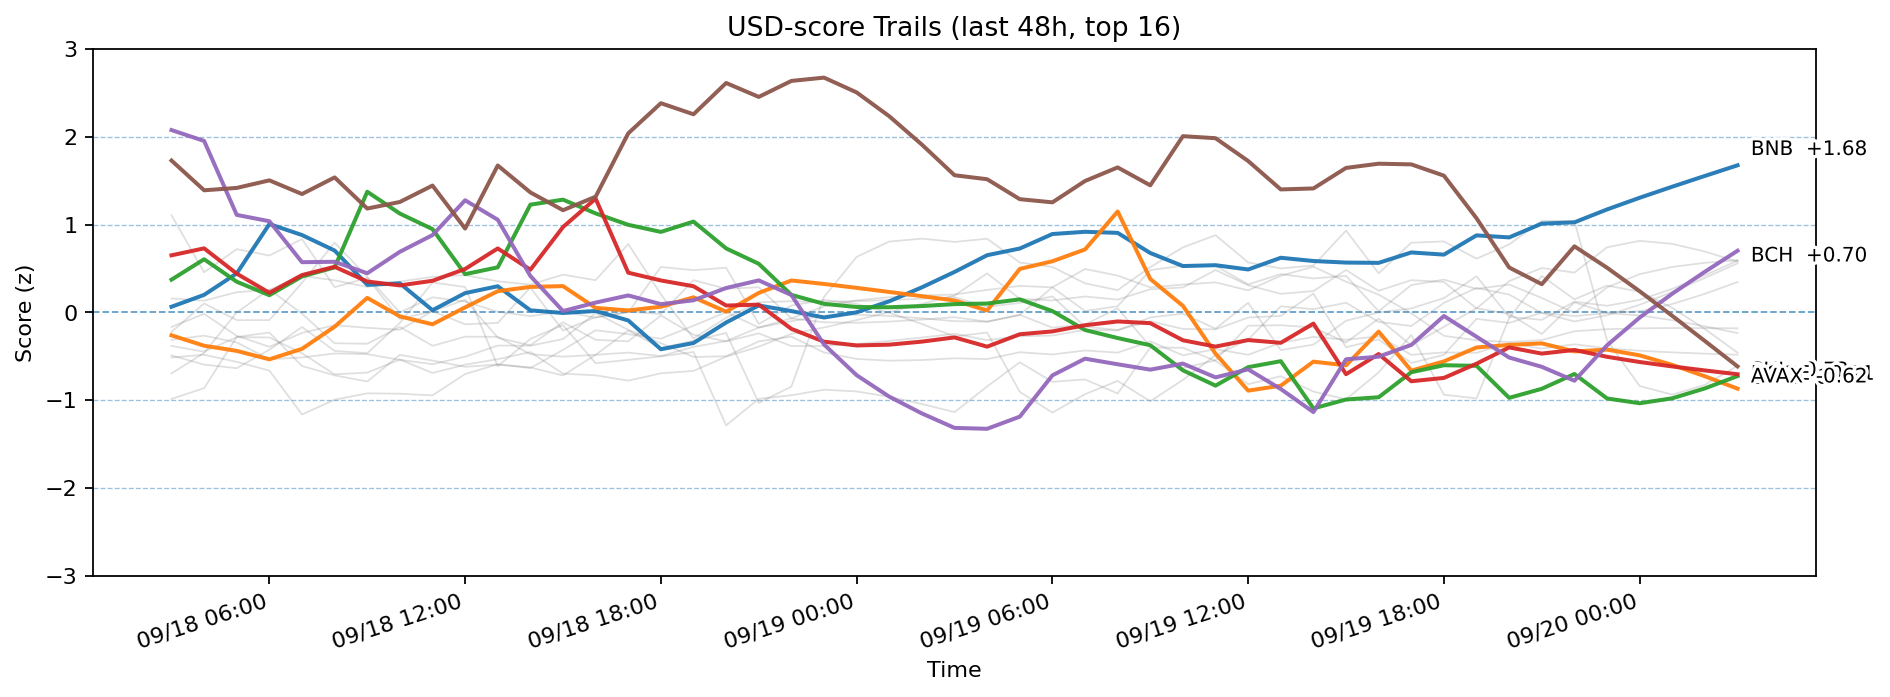 USD-score Trails (last 48h, top 16)
3
2
1
0
−1
−2
−3
Score (z)
BNB +1.68
BCH +0.70
AVAX -0.62
09/18 06:00
09/18 12:00
09/18 18:00
09/19 00:00
09/19 06:00
09/19 12:00
09/19 18:00
09/20 00:00
Time